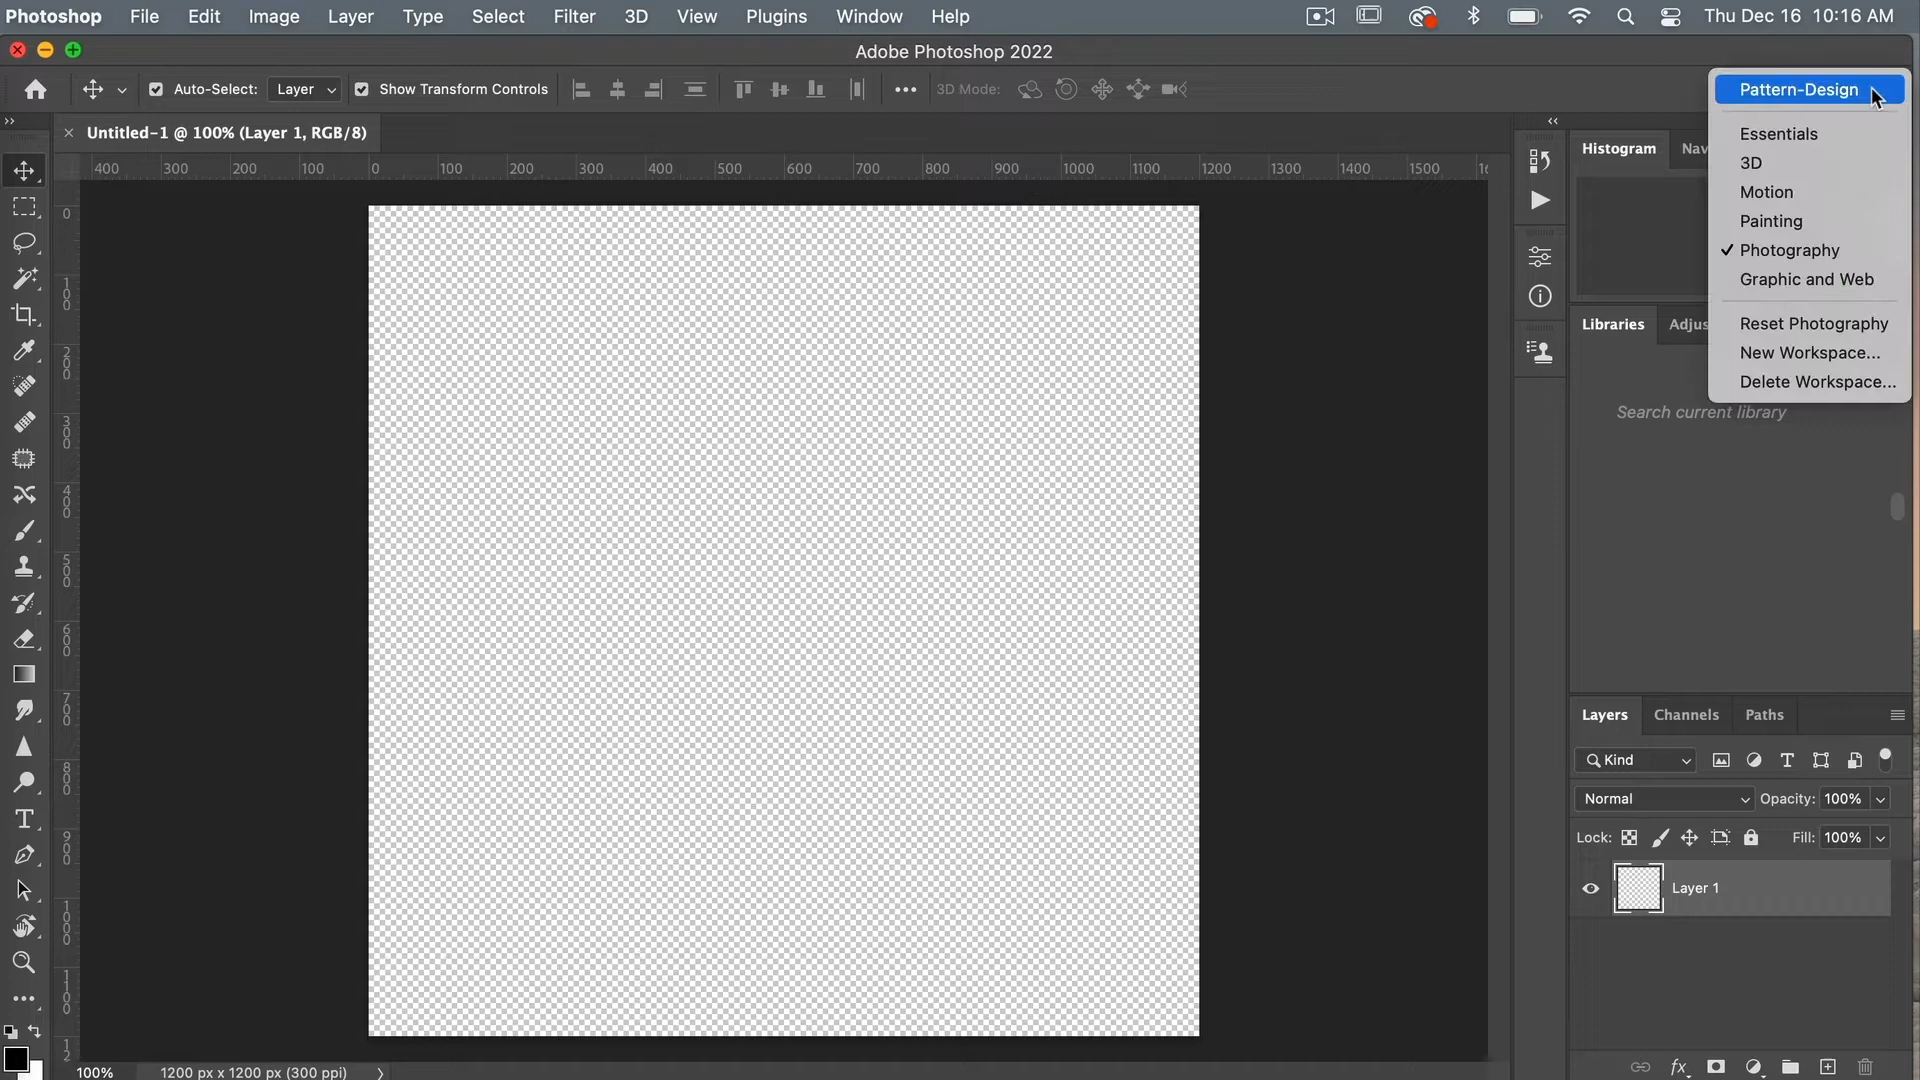 Photoshop File Edit Image Layer Type Select Filter 3D View Plugins Window Help Thu Dec 16 10:16 AM
Adobe Photoshop 2022
Auto-Select: Layer Show Transform Controls 3D Mode:
Pattern-Design
Essentials
3D
Motion
Painting
Photography
Graphic and Web
Reset Photography
New Workspace...
Delete Workspace...
Untitled-1 @ 100% (Layer 1, RGB/8)
400 300 200 100 0 100 200 300 400 500 600 700 800 900 1000 1100 1200 1300 1400 1500
0
100
200
300
400
500
600
700
800
900
1000
1100
12
Histogram Nav
Libraries Adjus
Search current library
Layers Channels Paths
Kind
Normal Opacity: 100%
Lock: Fill: 100%
Layer 1
fx
100% 1200 px x 1200 px (300 ppi)